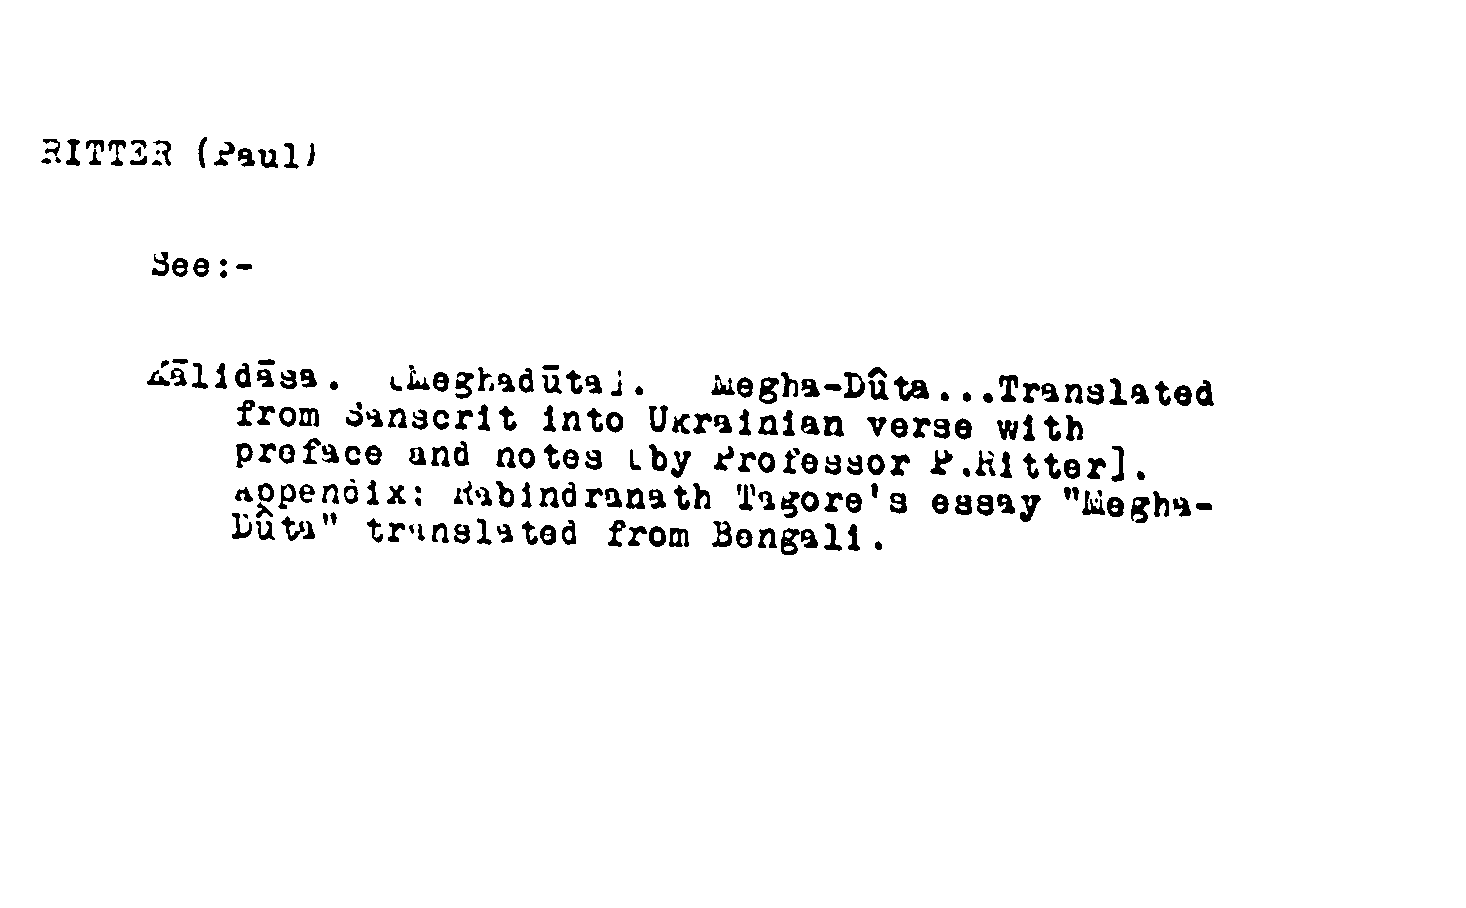 RITTER (Paul)
See:-
Kālidāsa. [Meghadūta]. Megha-Dûta...Translated
from Sanscrit into Ukrainian verse with
preface and notes [by Professor P.Ritter].
Appendix: Rabindranath Tagore's essay "Megha-
Dûta" translated from Bengali.